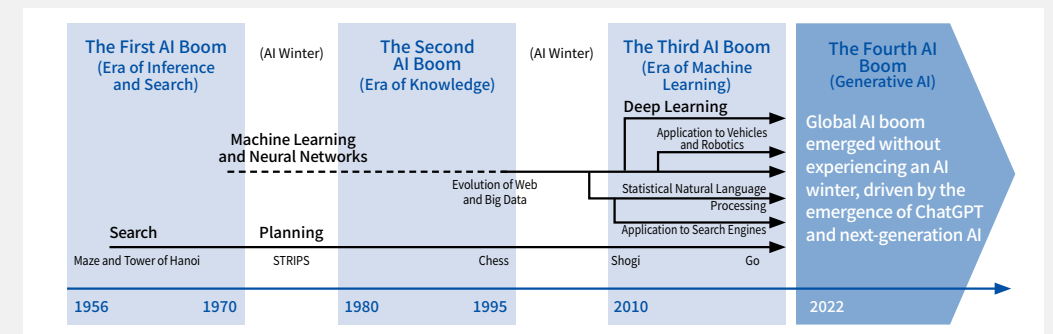 The First AI Boom
(Era of Inference
and Search)
(AI Winter)
The Second
AI Boom
(Era of Knowledge)
(AI Winter)
The Third AI Boom
(Era of Machine
Learning)
The Fourth AI
Boom
(Generative AI)
Global AI boom
emerged without
experiencing an AI
winter, driven by the
emergence of ChatGPT
and next-generation AI
Deep Learning
Application to Vehicles
and Robotics
Machine Learning
and Neural Networks
Evolution of Web
and Big Data
Statistical Natural Language
Processing
Application to Search Engines
Search
Planning
Maze and Tower of Hanoi
STRIPS
Chess
Shogi
Go
1956
1970
1980
1995
2010
2022